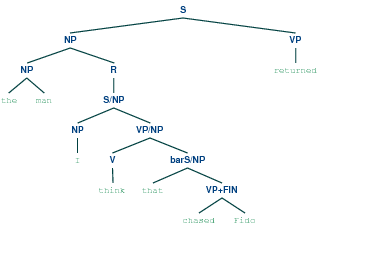 S
NP VP
NP R returned
the man S/NP
NP VP/NP
I V barS/NP
think that VP+FIN
chased Fido